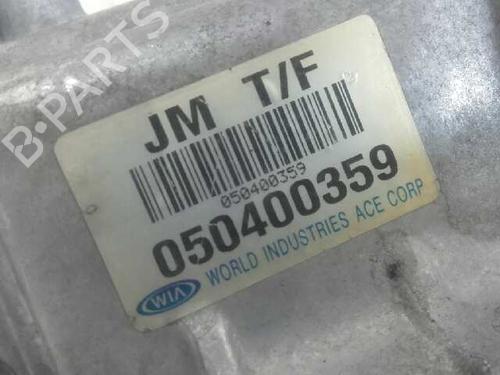 JM T/F
050400359
050400359
WIA WORLD INDUSTRIES ACE CORP
B-PARTS